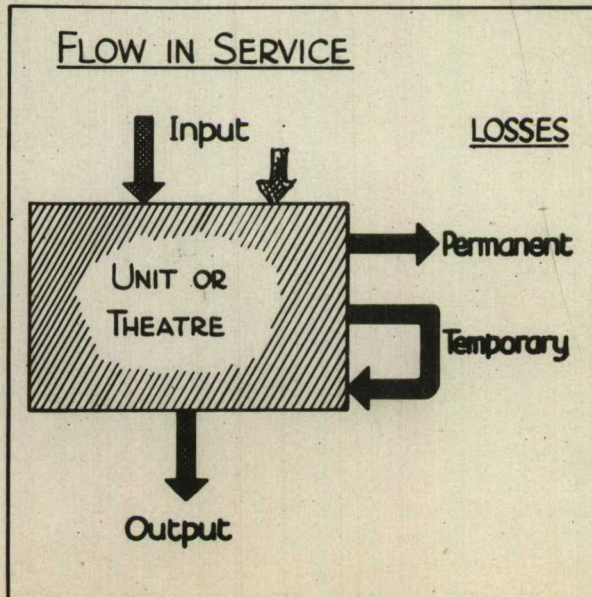 FLOW IN SERVICE
Input
LOSSES
Permanent
UNIT OR
THEATRE
Temporary
Output